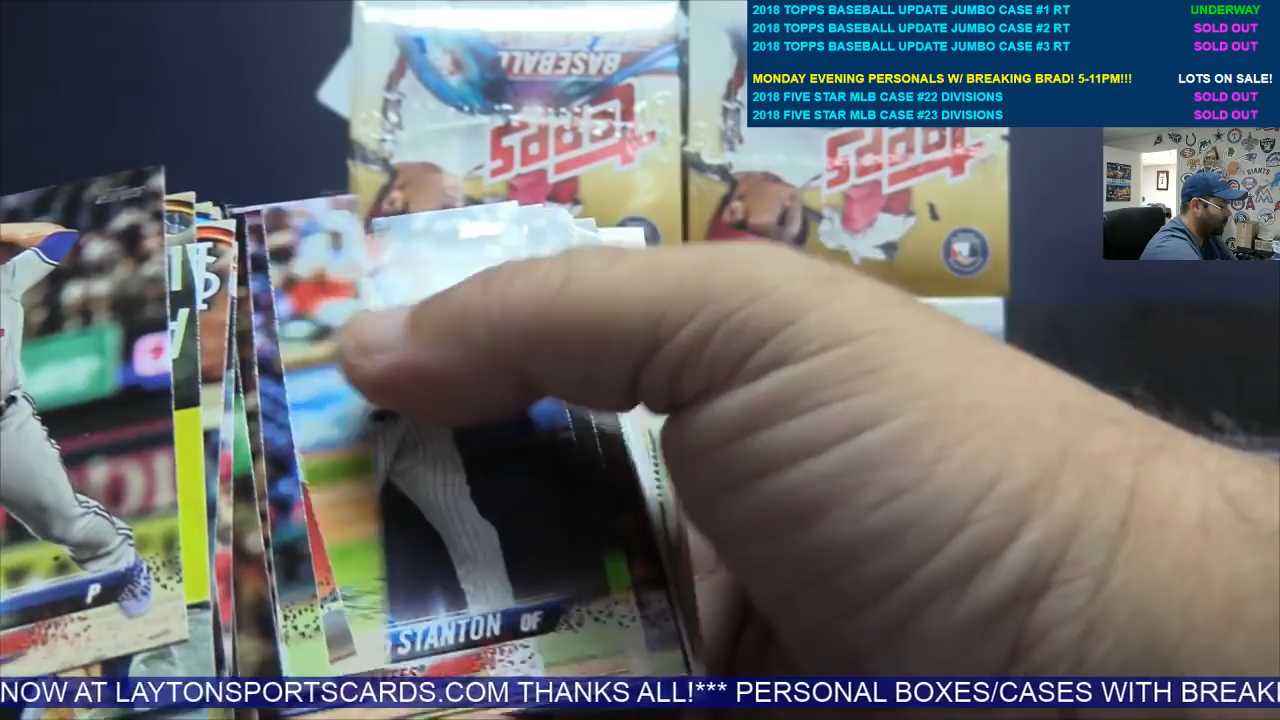 2018 TOPPS BASEBALL UPDATE JUMBO CASE #1 RT UNDERWAY
2018 TOPPS BASEBALL UPDATE JUMBO CASE #2 RT SOLD OUT
2018 TOPPS BASEBALL UPDATE JUMBO CASE #3 RT SOLD OUT
MONDAY EVENING PERSONALS W/ BREAKING BRAD! 5-11PM!!! LOTS ON SALE!
2018 FIVE STAR MLB CASE #22 DIVISIONS SOLD OUT
2018 FIVE STAR MLB CASE #23 DIVISIONS SOLD OUT
BASEBALL
Topps
Topps
GIANTS
P
STANTON OF
NOW AT LAYTONSPORTSCARDS.COM THANKS ALL!*** PERSONAL BOXES/CASES WITH BREAKI